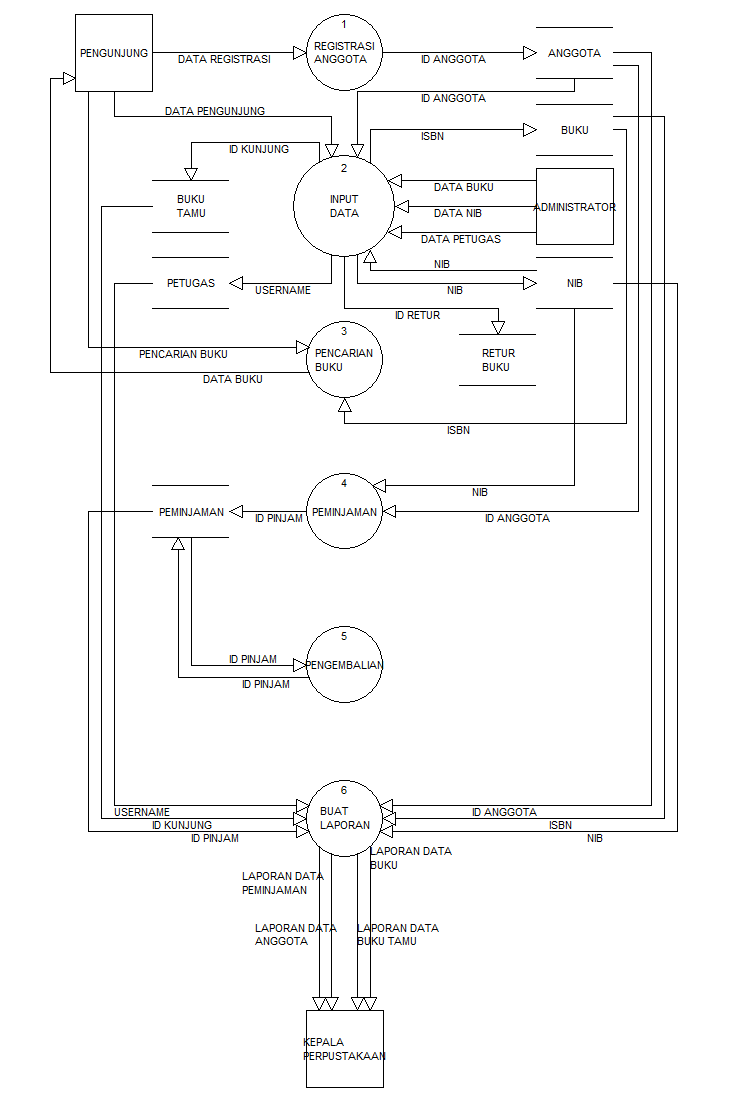 1
PENGUNJUNG
REGISTRASI
ANGGOTA
DATA REGISTRASI
ID ANGGOTA
ANGGOTA
ID ANGGOTA
DATA PENGUNJUNG
ISBN
BUKU
ID KUNJUNG
2
INPUT
DATA
BUKU
TAMU
DATA BUKU
DATA NIB
DATA PETUGAS
ADMINISTRATOR
NIB
PETUGAS
USERNAME
NIB
NIB
ID RETUR
3
PENCARIAN
BUKU
PENCARIAN BUKU
DATA BUKU
RETUR
BUKU
ISBN
4
PEMINJAMAN
NIB
PEMINJAMAN
ID PINJAM
ID ANGGOTA
5
PENGEMBALIAN
ID PINJAM
ID PINJAM
6
BUAT
LAPORAN
USERNAME
ID KUNJUNG
ID PINJAM
ID ANGGOTA
ISBN
NIB
LAPORAN DATA
BUKU
LAPORAN DATA
PEMINJAMAN
LAPORAN DATA
ANGGOTA
LAPORAN DATA
BUKU TAMU
KEPALA
PERPUSTAKAAN